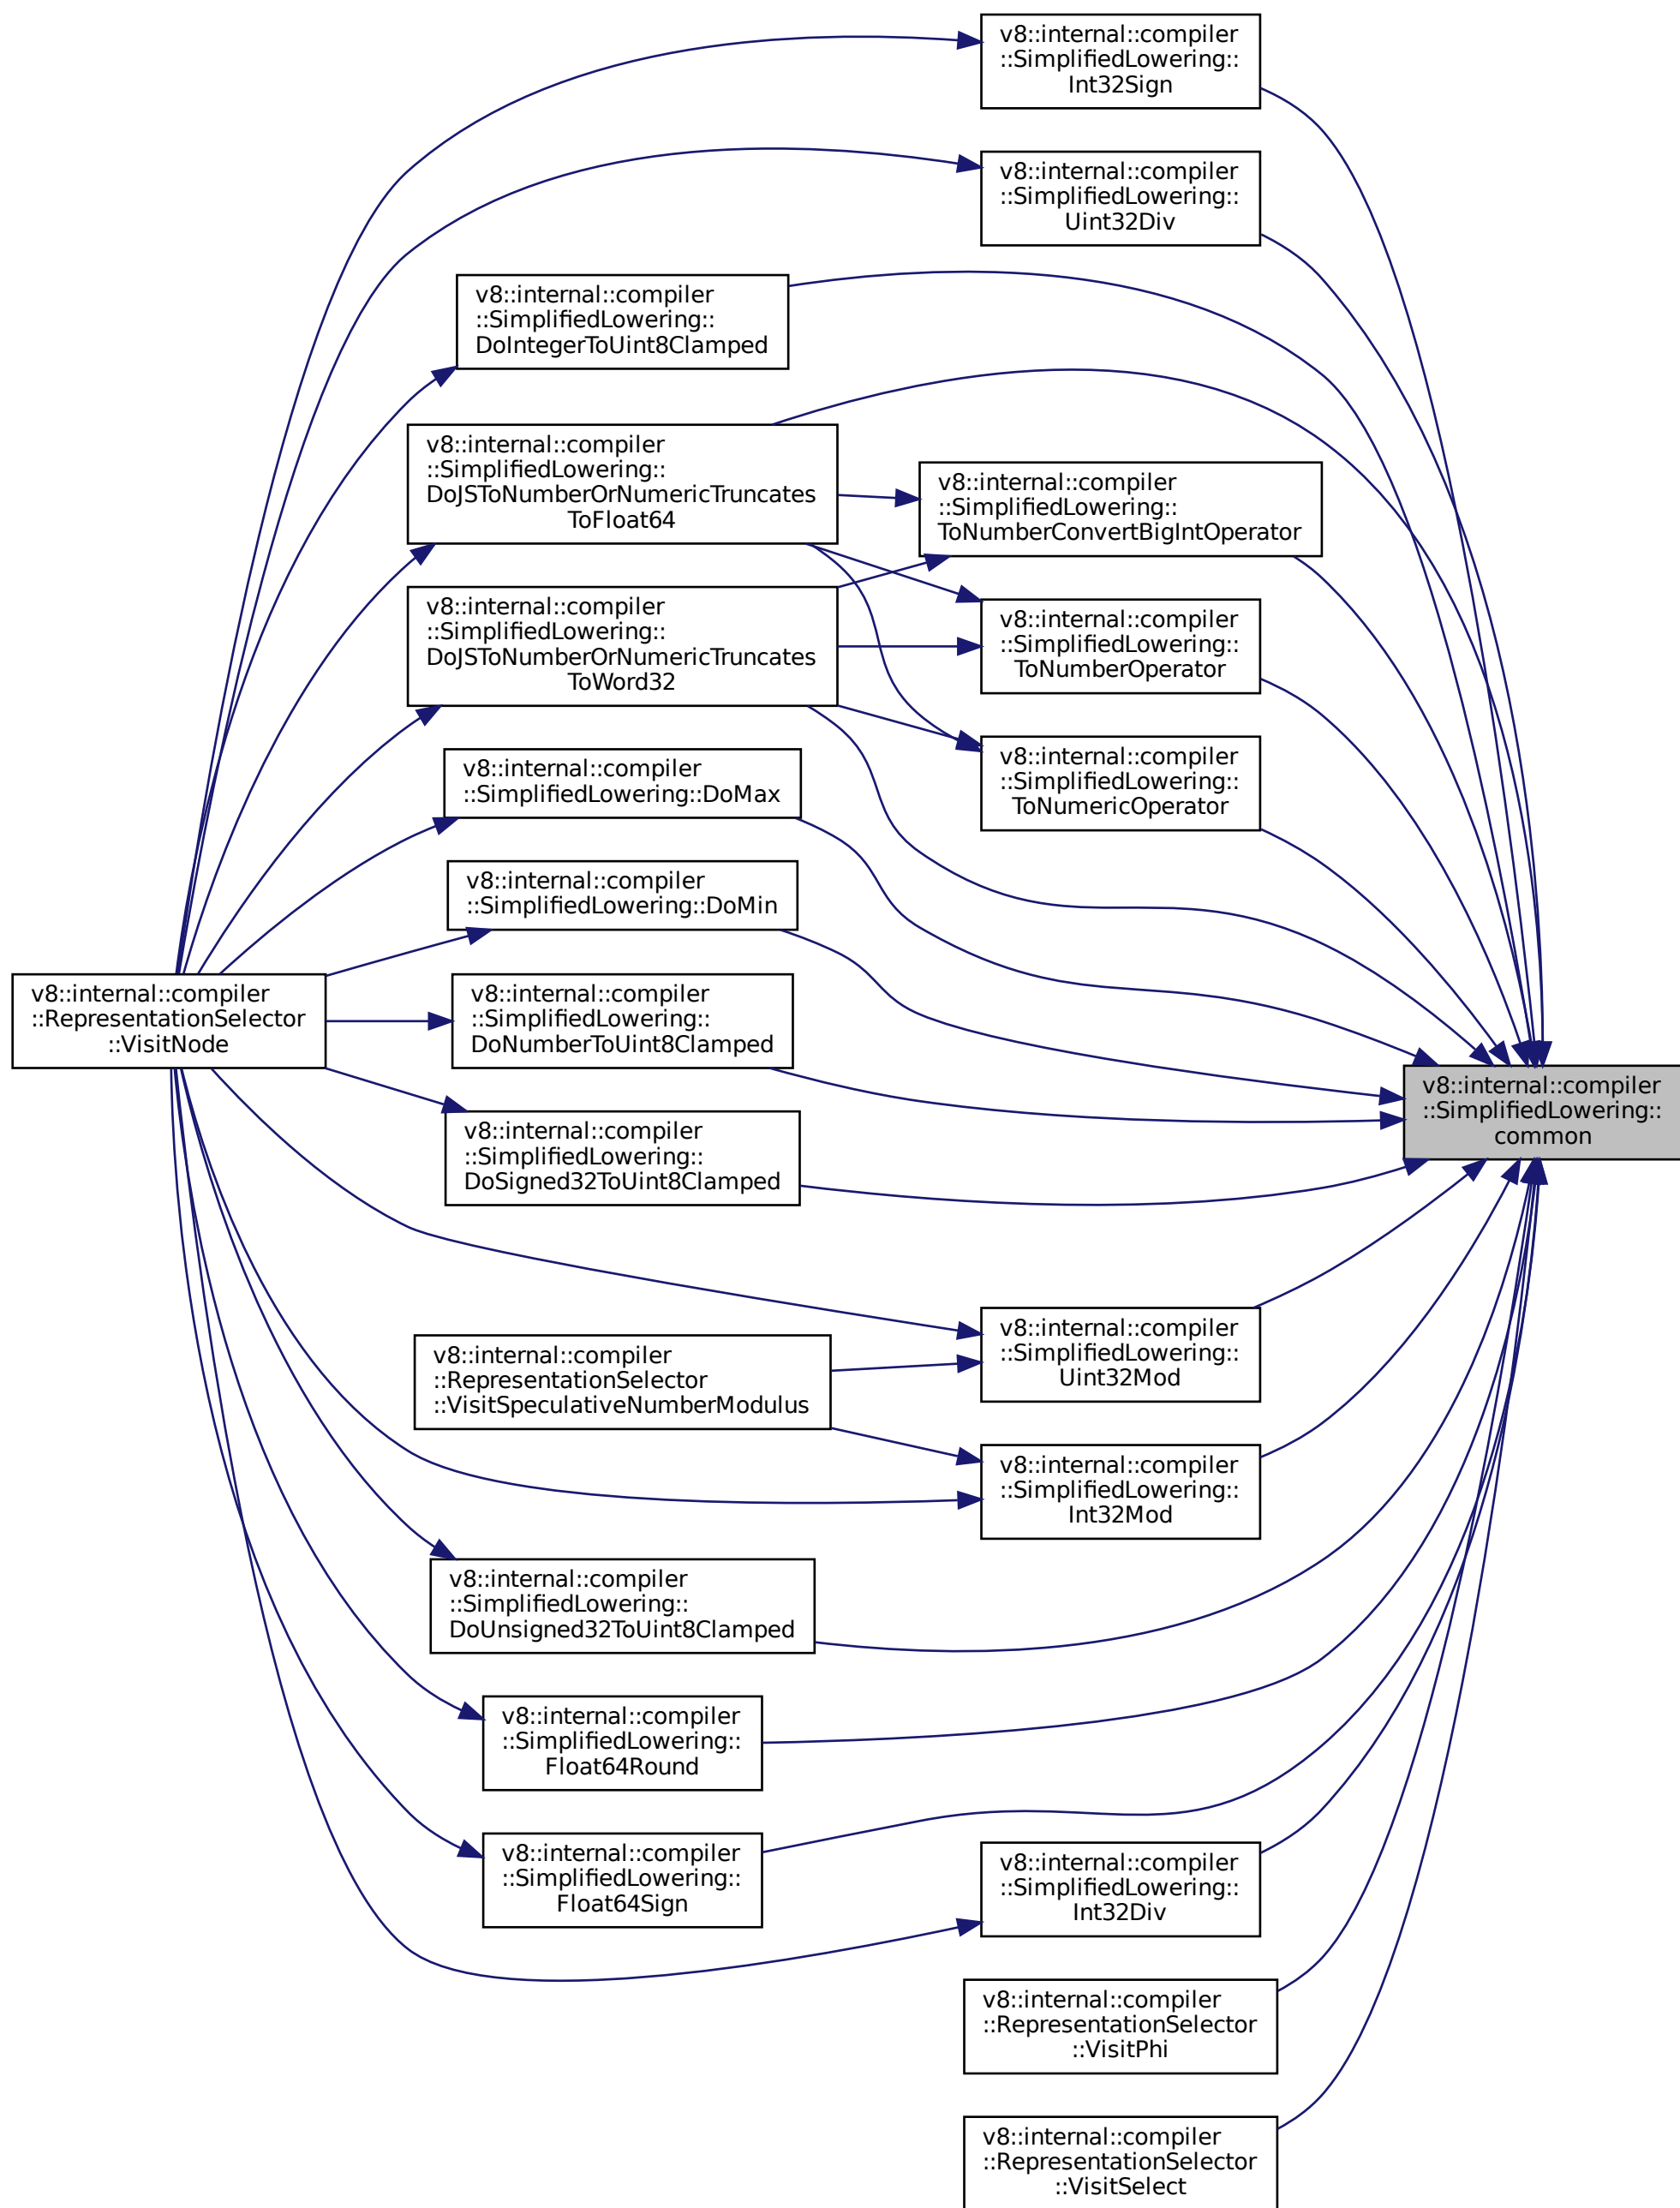 v8::internal::compiler
::SimplifiedLowering::
Int32Sign
v8::internal::compiler
::SimplifiedLowering::
Uint32Div
v8::internal::compiler
::SimplifiedLowering::
DoIntegerToUint8Clamped
v8::internal::compiler
::SimplifiedLowering::
DoJSToNumberOrNumericTruncates
ToFloat64
v8::internal::compiler
::SimplifiedLowering::
ToNumberConvertBigIntOperator
v8::internal::compiler
::SimplifiedLowering::
DoJSToNumberOrNumericTruncates
ToWord32
v8::internal::compiler
::SimplifiedLowering::
ToNumberOperator
v8::internal::compiler
::SimplifiedLowering::
ToNumericOperator
v8::internal::compiler
::SimplifiedLowering::DoMax
v8::internal::compiler
::SimplifiedLowering::DoMin
v8::internal::compiler
::RepresentationSelector
::VisitNode
v8::internal::compiler
::SimplifiedLowering::
DoNumberToUint8Clamped
v8::internal::compiler
::SimplifiedLowering::
common
v8::internal::compiler
::SimplifiedLowering::
DoSigned32ToUint8Clamped
v8::internal::compiler
::SimplifiedLowering::
Uint32Mod
v8::internal::compiler
::RepresentationSelector
::VisitSpeculativeNumberModulus
v8::internal::compiler
::SimplifiedLowering::
Int32Mod
v8::internal::compiler
::SimplifiedLowering::
DoUnsigned32ToUint8Clamped
v8::internal::compiler
::SimplifiedLowering::
Float64Round
v8::internal::compiler
::SimplifiedLowering::
Float64Sign
v8::internal::compiler
::SimplifiedLowering::
Int32Div
v8::internal::compiler
::RepresentationSelector
::VisitPhi
v8::internal::compiler
::RepresentationSelector
::VisitSelect